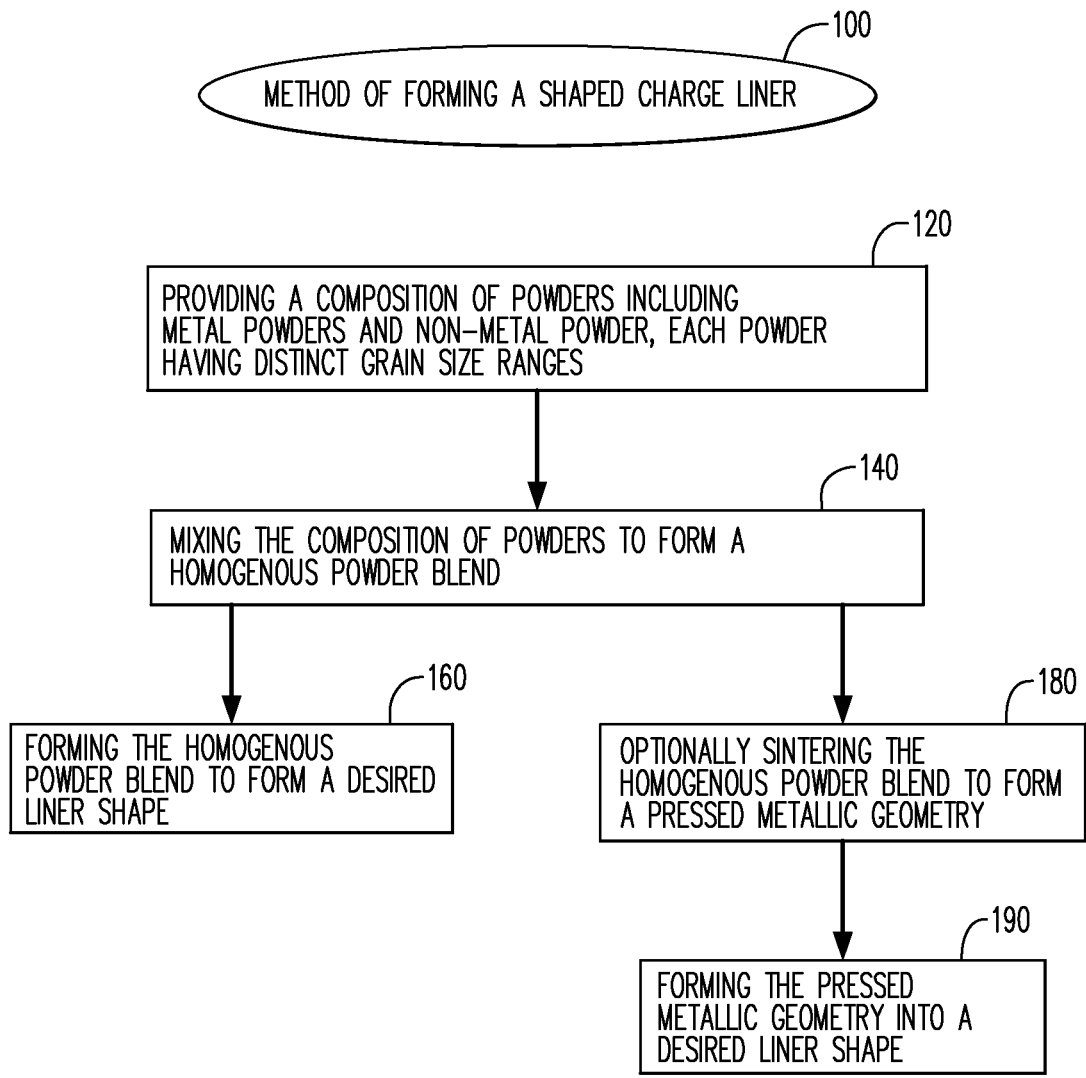 100
METHOD OF FORMING A SHAPED CHARGE LINER
120
PROVIDING A COMPOSITION OF POWDERS INCLUDING
METAL POWDERS AND NON-METAL POWDER, EACH POWDER
HAVING DISTINCT GRAIN SIZE RANGES
140
MIXING THE COMPOSITION OF POWDERS TO FORM A
HOMOGENOUS POWDER BLEND
160
FORMING THE HOMOGENOUS
POWDER BLEND TO FORM A DESIRED
LINER SHAPE
180
OPTIONALLY SINTERING THE
HOMOGENOUS POWDER BLEND TO FORM
A PRESSED METALLIC GEOMETRY
190
FORMING THE PRESSED
METALLIC GEOMETRY INTO A
DESIRED LINER SHAPE